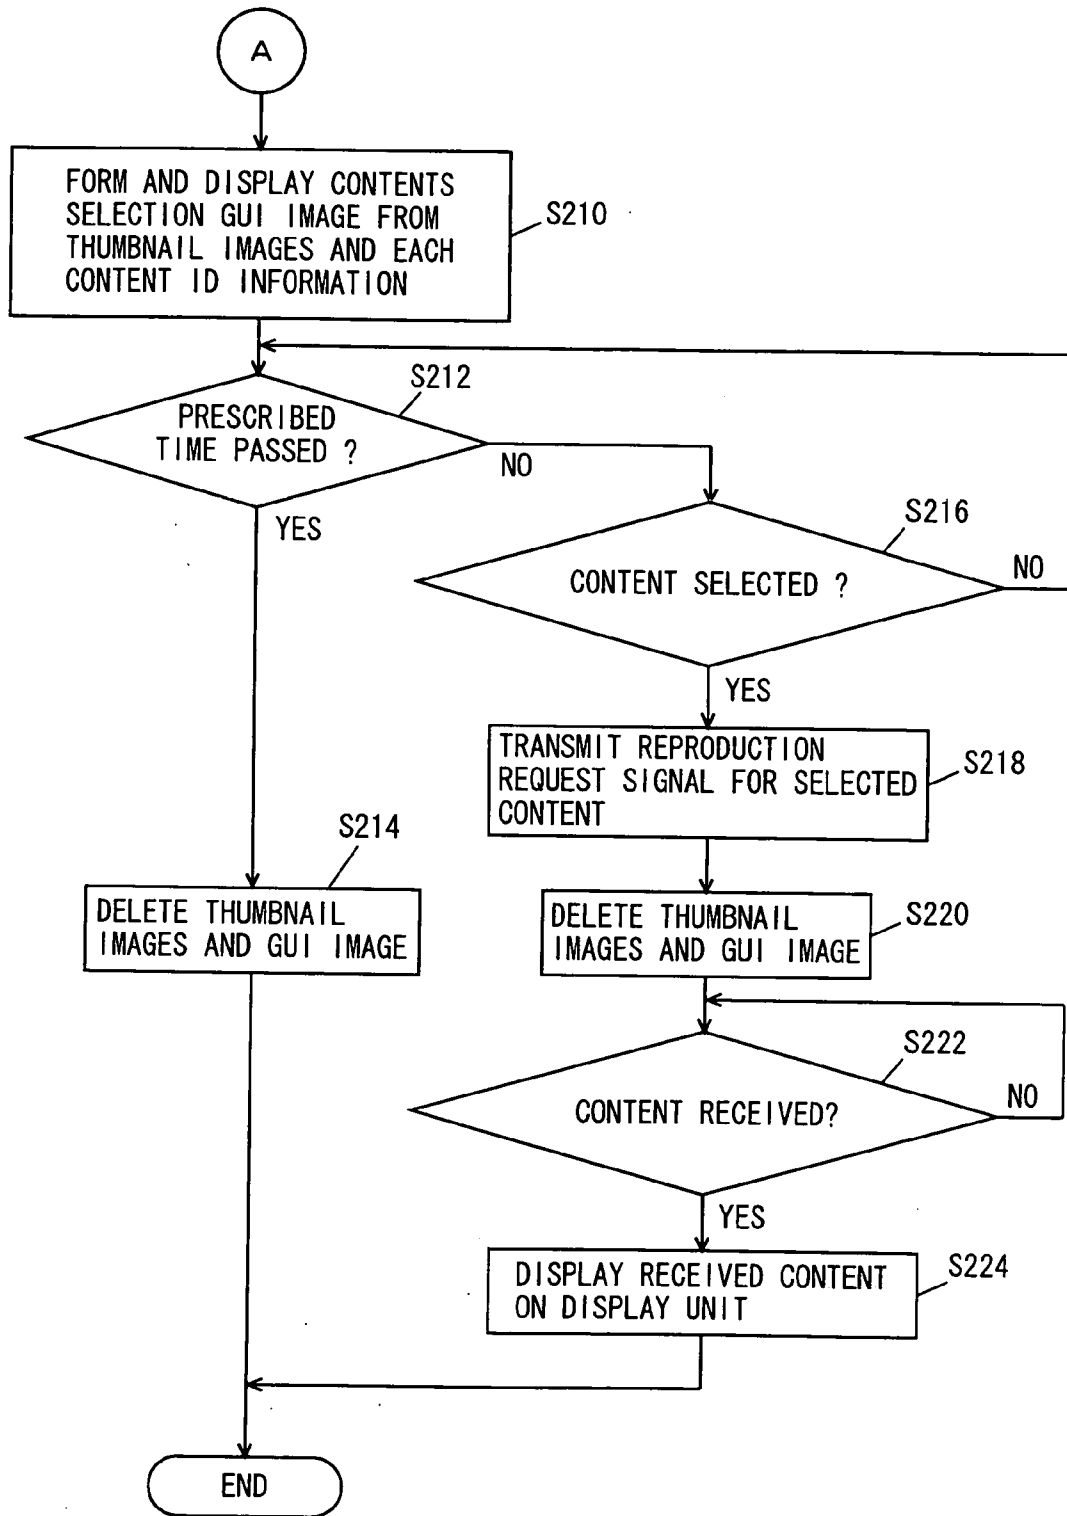 A
FORM AND DISPLAY CONTENTS
SELECTION GUI IMAGE FROM
THUMBNAIL IMAGES AND EACH
CONTENT ID INFORMATION
S210
S212
PRESCRIBED
TIME PASSED ?
NO
YES
S216
CONTENT SELECTED ?
NO
YES
TRANSMIT REPRODUCTION
REQUEST SIGNAL FOR SELECTED
CONTENT
S218
S214
DELETE THUMBNAIL
IMAGES AND GUI IMAGE
DELETE THUMBNAIL
IMAGES AND GUI IMAGE
S220
S222
CONTENT RECEIVED?
NO
YES
DISPLAY RECEIVED CONTENT
ON DISPLAY UNIT
S224
END